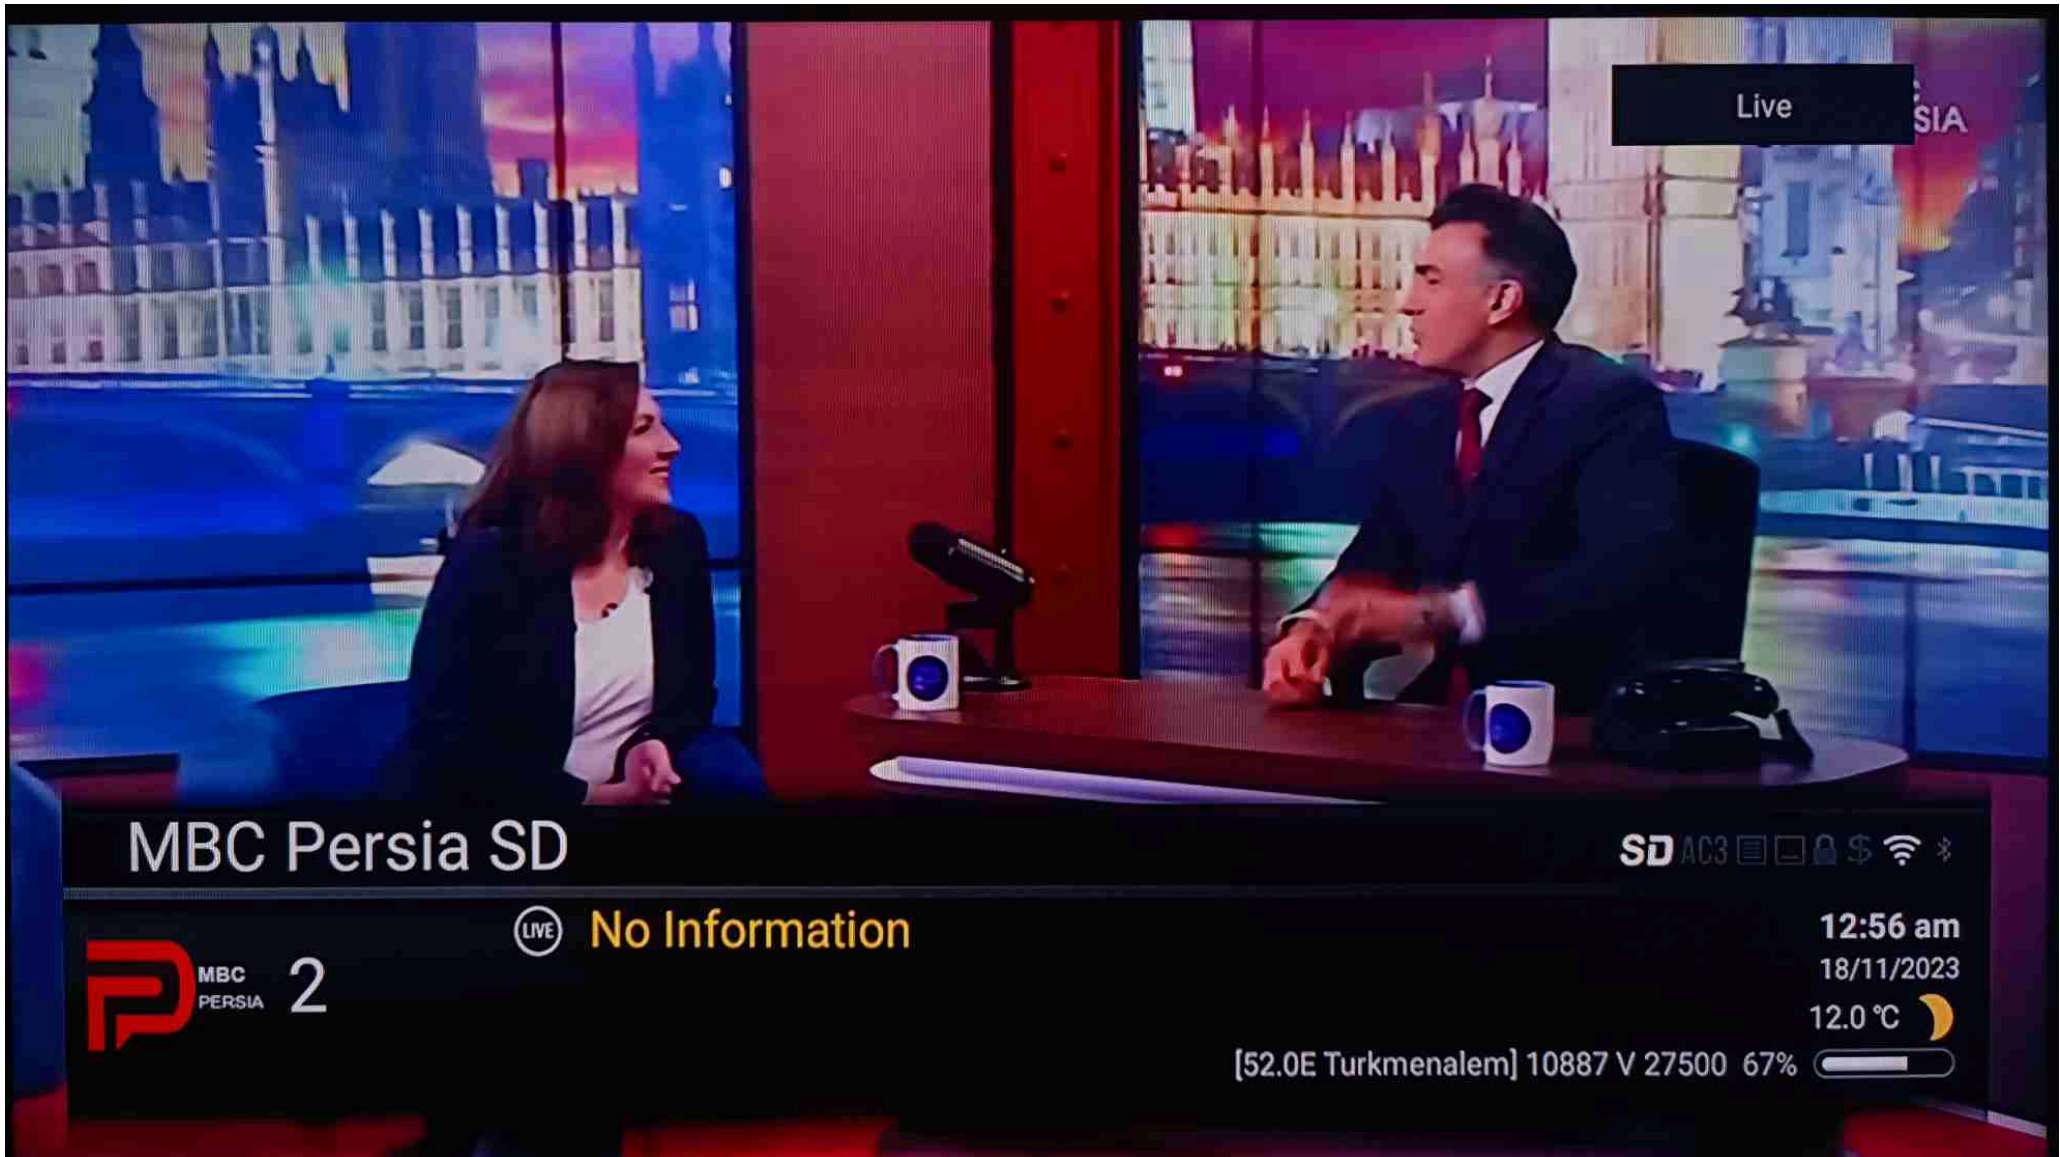 Live
SIA
MBC Persia SD
SD AC3 $
LIVE No Information
12:56 am
MBC
PERSIA
2
18/11/2023
12.0 °C
[52.0E Turkmenalem] 10887 V 27500 67%